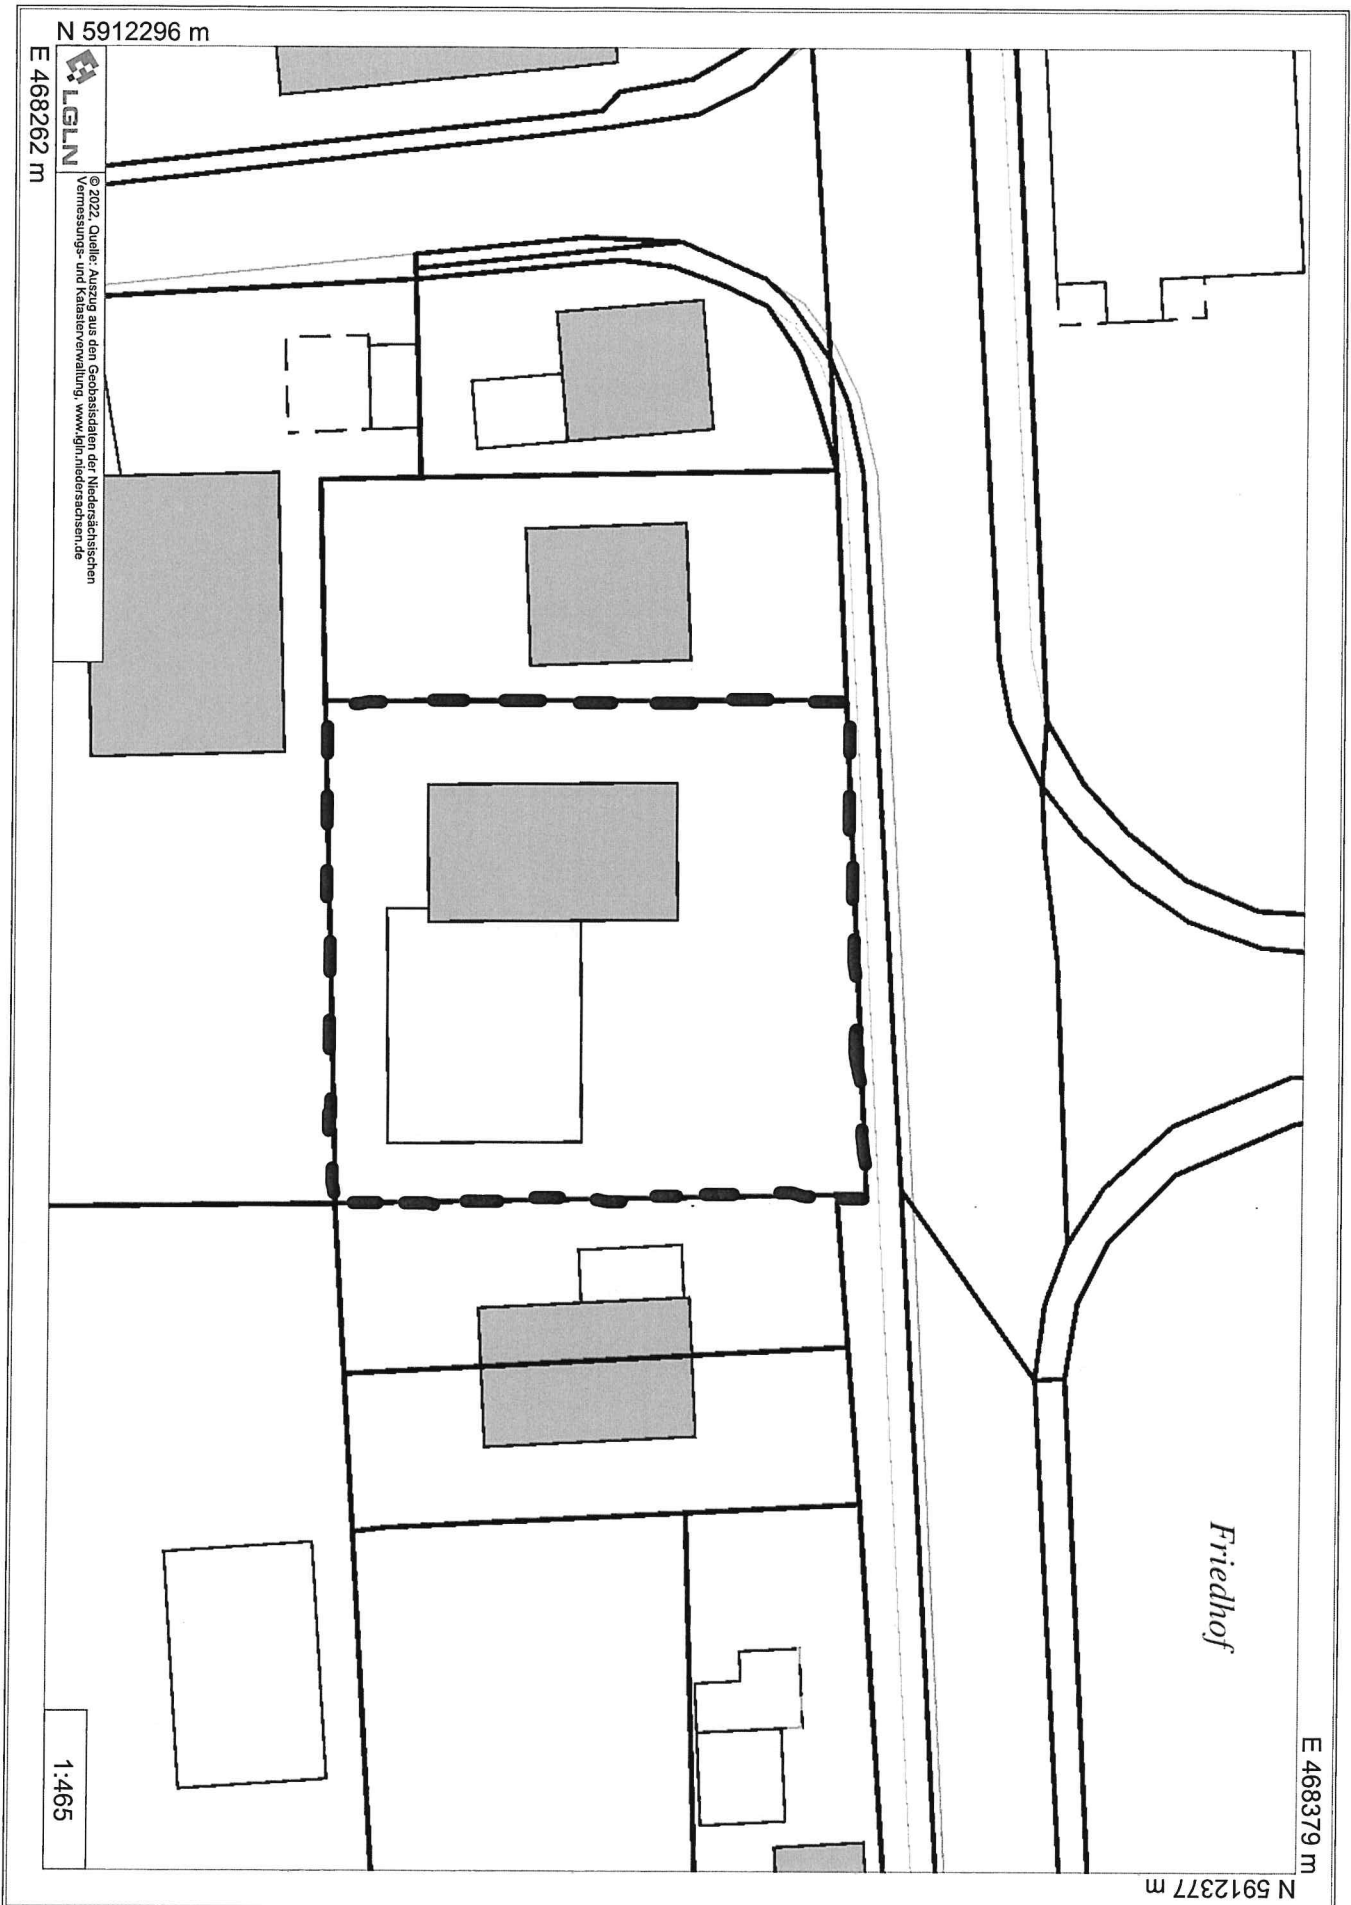 N 5912296 m
E 468262 m
LGLN
© 2022, Quelle: Auszug aus den Geobasisdaten der Niedersächsischen
Vermessungs- und Katasterverwaltung, www.lgln.niedersachsen.de
Friedhof
1:465
E 468379 m
N 5912377 m